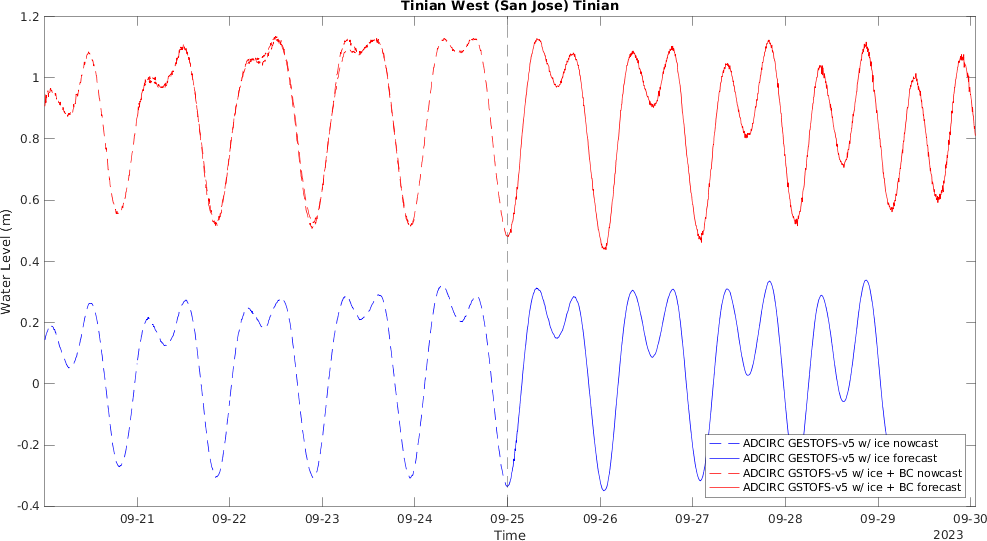 Tinian West (San Jose) Tinian
1.2
1
0.8
0.6
0.4
0.2
0
-0.2
-0.4
Water Level (m)
ADCIRC GESTOFS-v5 w/ ice nowcast
ADCIRC GESTOFS-v5 w/ ice forecast
ADCIRC GSTOFS-v5 w/ ice + BC nowcast
ADCIRC GSTOFS-v5 w/ ice + BC forecast
09-21 09-22 09-23 09-24 09-25 09-26 09-27 09-28 09-29 09-30
Time
2023